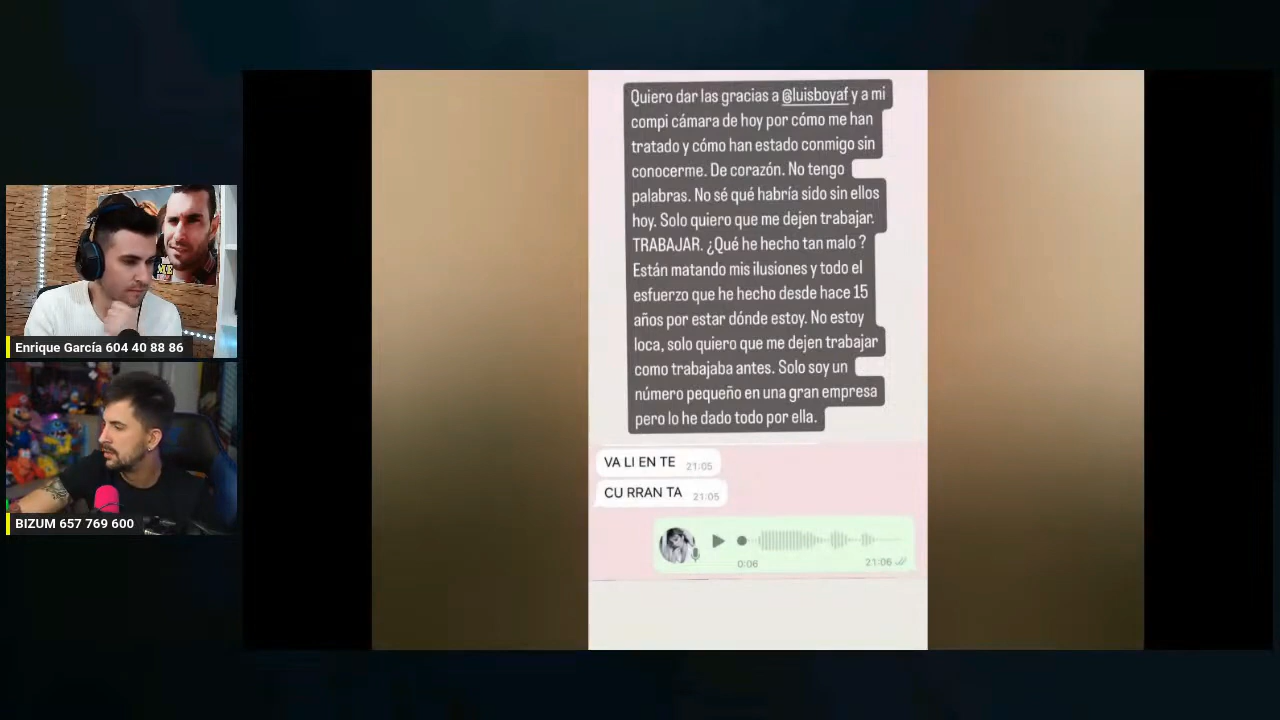 Quiero dar las gracias a @luisboyaf y a mi
compi cámara de hoy por cómo me han
tratado y cómo han estado conmigo sin
conocerme. De corazón. No tengo
palabras. No sé qué habría sido sin ellos
hoy. Solo quiero que me dejen trabajar.
TRABAJAR. ¿Qué he hecho tan malo ?
Están matando mis ilusiones y todo el
esfuerzo que he hecho desde hace 15
años por estar dónde estoy. No estoy
loca, solo quiero que me dejen trabajar
como trabajaba antes. Solo soy un
número pequeño en una gran empresa
pero lo he dado todo por ella.
VA LI EN TE 21:05
CU RRAN TA 21:05
0:06 21:06
Enrique García 604 40 88 86
BIZUM 657 769 600